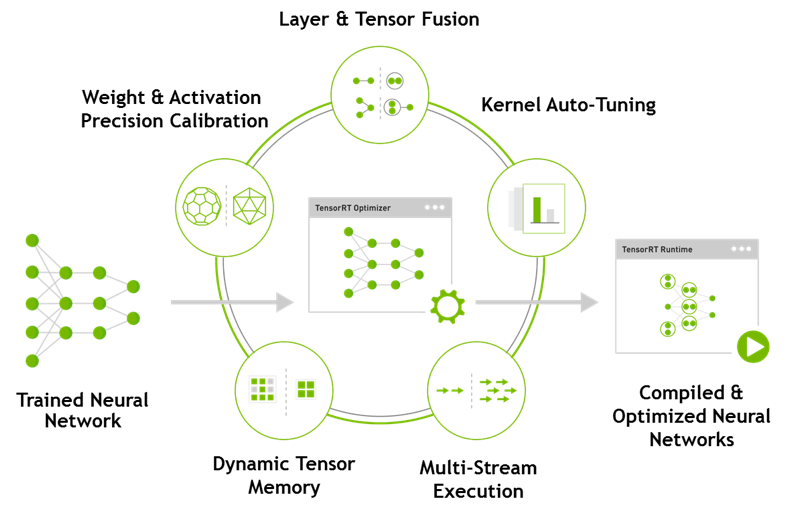 Layer & Tensor Fusion
Weight & Activation
Precision Calibration
Kernel Auto-Tuning
TensorRT Optimizer
TensorRT Runtime
Trained Neural
Network
Compiled &
Optimized Neural
Networks
Dynamic Tensor
Memory
Multi-Stream
Execution